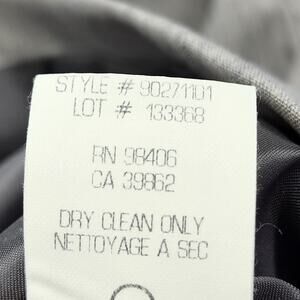 STYLE # 90271101
LOT # 133368
RN 98406
CA 39862
DRY CLEAN ONLY
NETTOYAGE A SEC